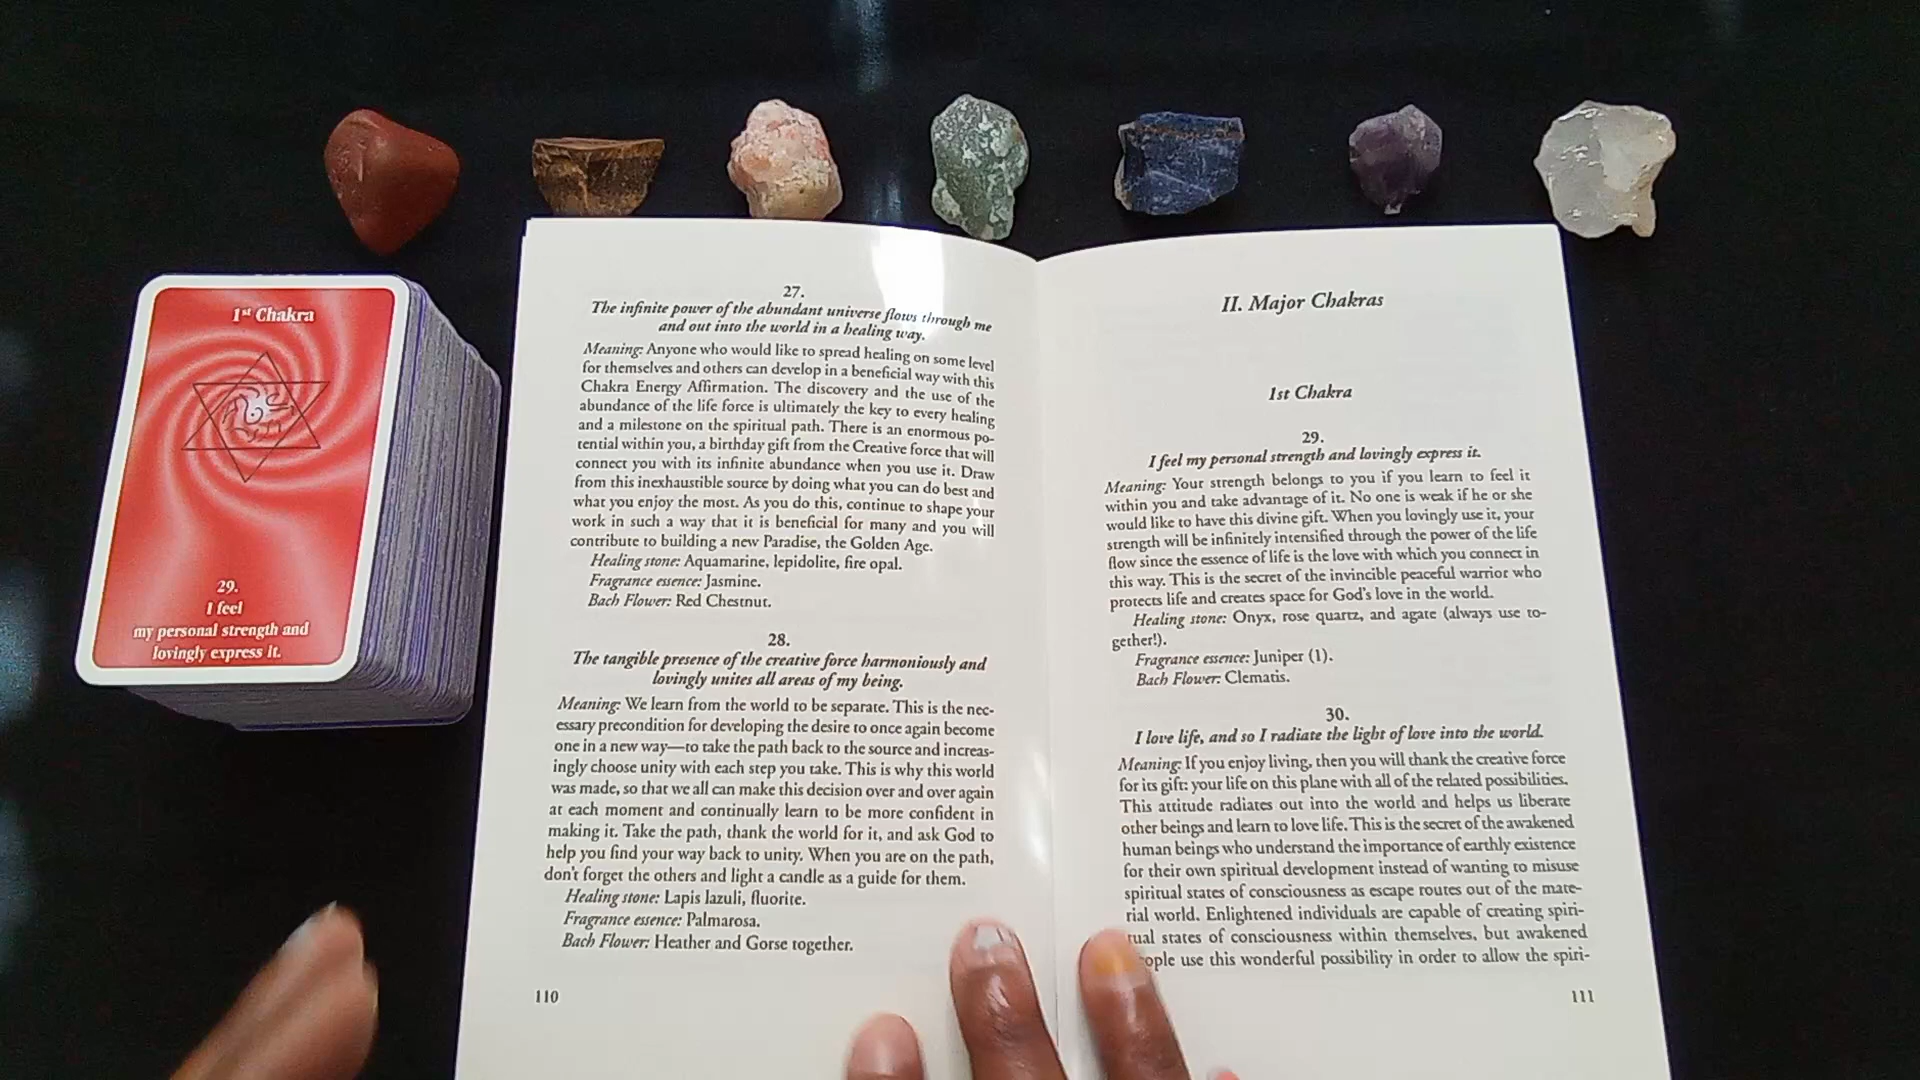 1st Chakra
29.
I feel
my personal strength and
lovingly express it.
27.
The infinite power of the abundant universe flows through me
and out into the world in a healing way.
Meaning: Anyone who would like to spread healing on some level
for themselves and others can develop in a beneficial way with this
Chakra Energy Affirmation. The discovery and the use of the
abundance of the life force is ultimately the key to every healing
and a milestone on the spiritual path. There is an enormous po-
tential within you, a birthday gift from the Creative force that will
connect you with its infinite abundance when you use it. Draw
from this inexhaustible source by doing what you can do best and
what you enjoy the most. As you do this, continue to shape your
work in such a way that it is beneficial for many and you will
contribute to building a new Paradise, the Golden Age.
Healing stone: Aquamarine, lepidolite, fire opal.
Fragrance essence: Jasmine.
Bach Flower: Red Chestnut.
28.
The tangible presence of the creative force harmoniously and
lovingly unites all areas of my being.
Meaning: We learn from the world to be separate. This is the nec-
essary precondition for developing the desire to once again become
one in a new way—to take the path back to the source and increas-
ingly choose unity with each step you take. This is why this world
was made, so that we all can make this decision over and over again
at each moment and continually learn to be more confident in
making it. Take the path, thank the world for it, and ask God to
help you find your way back to unity. When you are on the path,
don't forget the others and light a candle as a guide for them.
Healing stone: Lapis lazuli, fluorite.
Fragrance essence: Palmarosa.
Bach Flower: Heather and Gorse together.
110
II. Major Chakras
1st Chakra
29.
I feel my personal strength and lovingly express it.
Meaning: Your strength belongs to you if you learn to feel it
within you and take advantage of it. No one is weak if he or she
would like to have this divine gift. When you lovingly use it, your
strength will be infinitely intensified through the power of the life
flow since the essence of life is the love with which you connect in
this way. This is the secret of the invincible peaceful warrior who
protects life and creates space for God's love in the world.
Healing stone: Onyx, rose quartz, and agate (always use to-
gether!).
Fragrance essence: Juniper (1).
Bach Flower: Clematis.
30.
I love life, and so I radiate the light of love into the world.
Meaning: If you enjoy living, then you will thank the creative force
for its gift: your life on this plane with all of the related possibilities.
This attitude radiates out into the world and helps us liberate
other beings and learn to love life. This is the secret of the awakened
human beings who understand the importance of earthly existence
for their own spiritual development instead of wanting to misuse
spiritual states of consciousness as escape routes out of the mate-
rial world. Enlightened individuals are capable of creating spiri-
tual states of consciousness within themselves, but awakened
people use this wonderful possibility in order to allow the spiri-
111